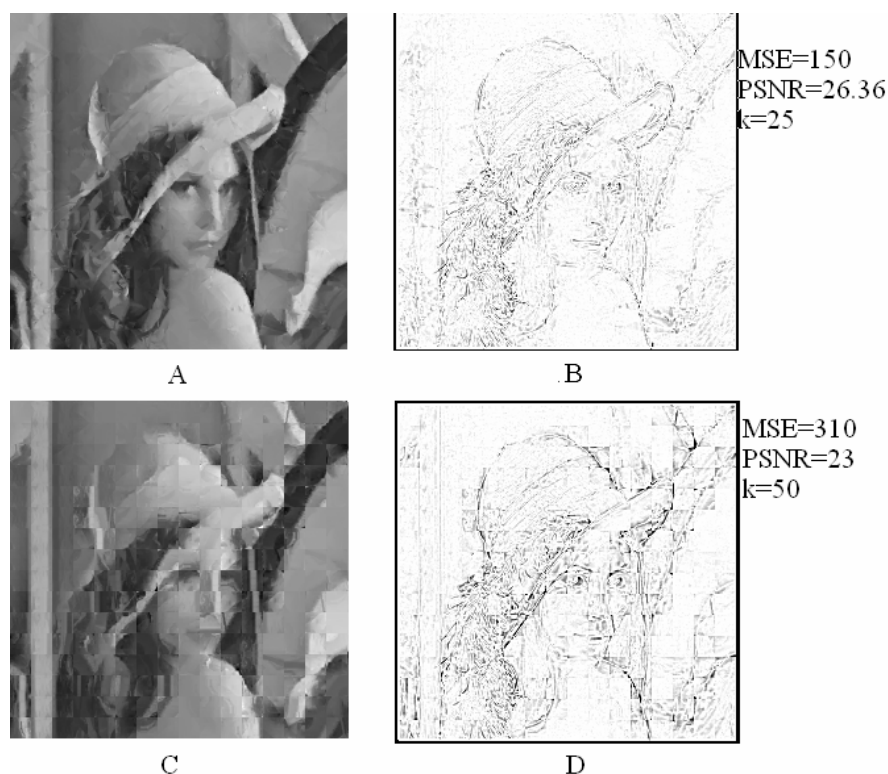 MSE=150
PSNR=26.36
k=25
A
B
MSE=310
PSNR=23
k=50
C
D